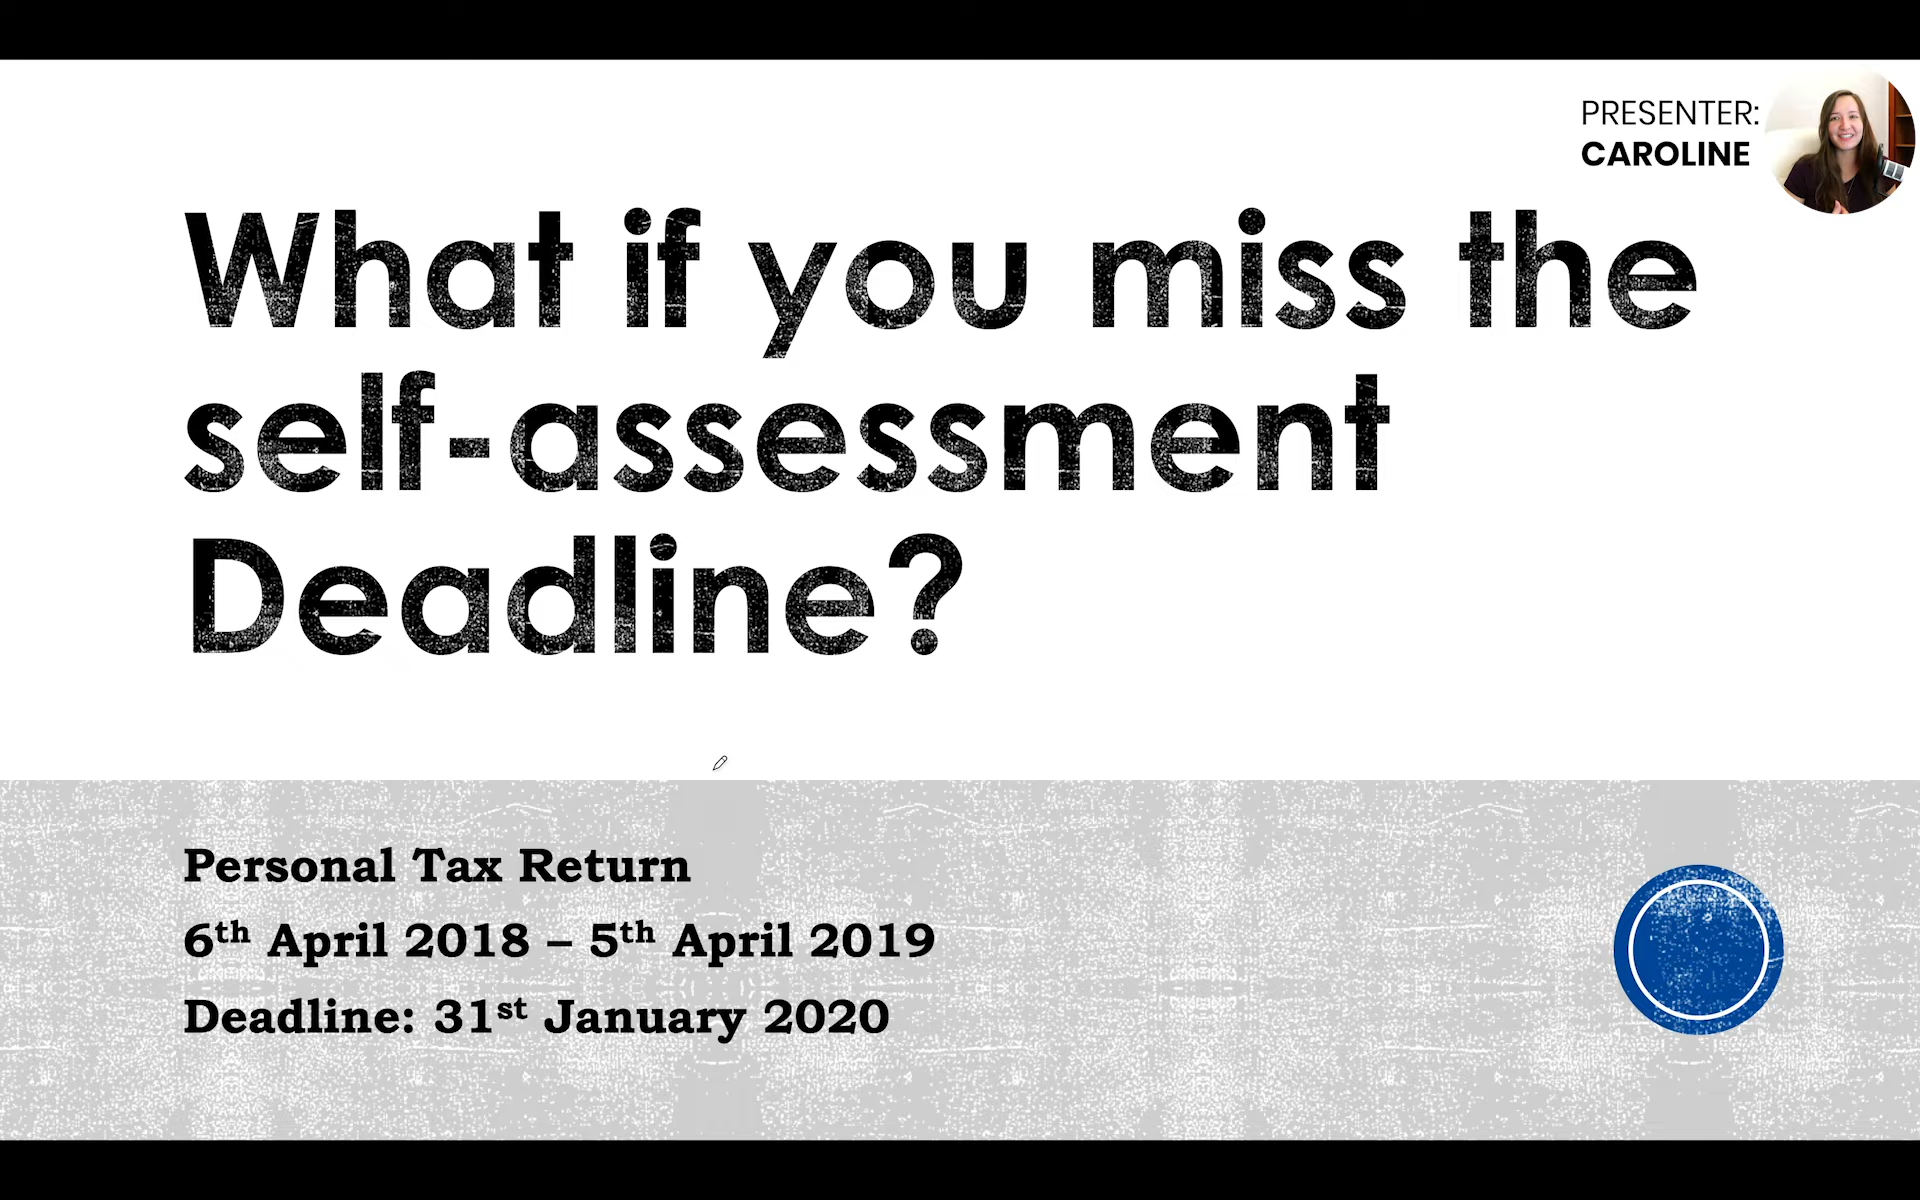 PRESENTER:
CAROLINE
What if you miss the
self-assessment
Deadline?
Personal Tax Return
6th April 2018 – 5th April 2019
Deadline: 31st January 2020